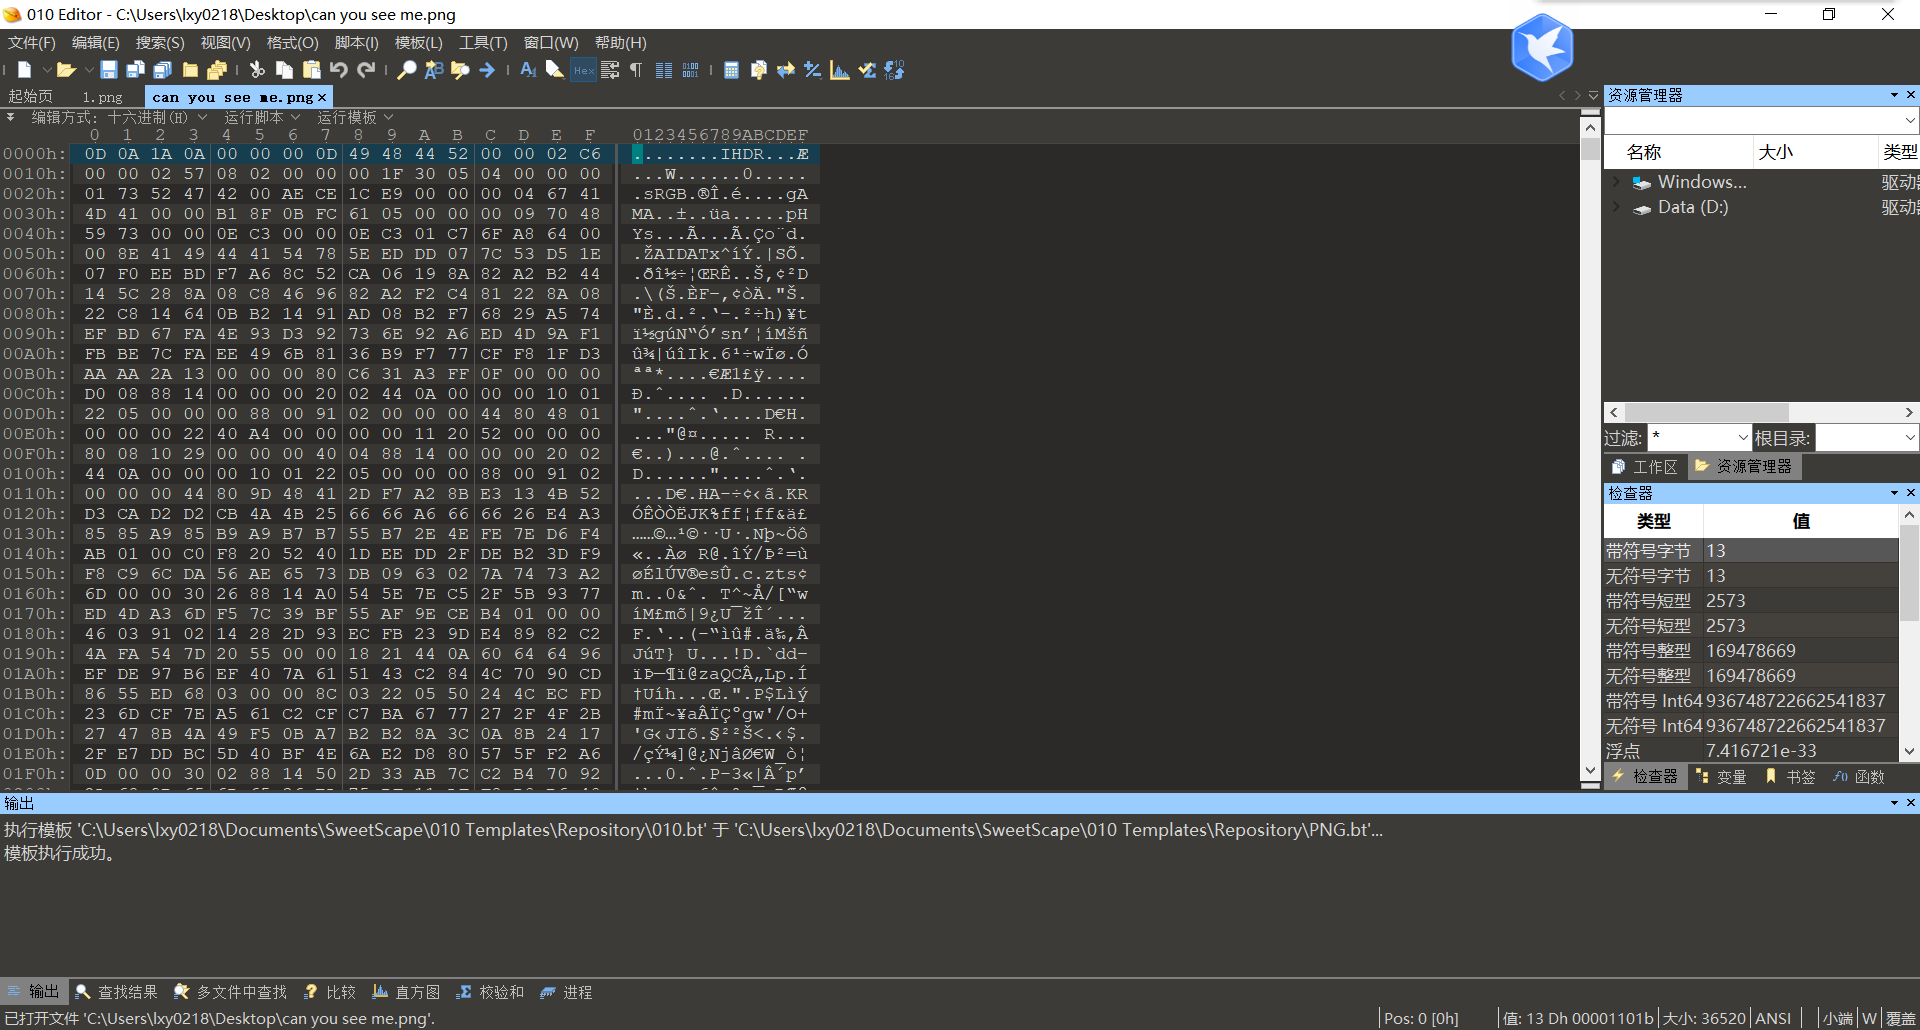 010 Editor - C:\Users\lxy0218\Desktop\can you see me.png
文件(F) 编辑(E) 搜索(S) 视图(V) 格式(O) 脚本(I) 模板(L) 工具(T) 窗口(W) 帮助(H)
起始页 1.png can you see me.png×
编辑方式: 十六进制(H) 运行脚本 运行模板
0 1 2 3 4 5 6 7 8 9 A B C D E F 0123456789ABCDEF
0000h: 0D 0A 1A 0A 00 00 00 0D 49 48 44 52 00 00 02 C6 ........IHDR...Æ
0010h: 00 00 02 57 08 02 00 00 00 1F 30 05 04 00 00 00 ...W......0.....
0020h: 01 73 52 47 42 00 AE CE 1C E9 00 00 00 04 67 41 .sRGB.®Î.é....gA
0030h: 4D 41 00 00 B1 8F 0B FC 61 05 00 00 00 09 70 48 MA..±..üa.....pH
0040h: 59 73 00 00 0E C3 00 00 0E C3 01 C7 6F A8 64 00 Ys...Ã...Ã.Ço¨d.
0050h: 00 8E 41 49 44 41 54 78 5E ED DD 07 7C 53 D5 1E .ŽAIDATx^íÝ.|SÕ.
0060h: 07 F0 EE BD F7 A6 8C 52 CA 06 19 8A 82 A2 B2 44 .ðî½÷¦ŒRÊ..Š‚¢²D
0070h: 14 5C 28 8A 08 C8 46 96 82 A2 F2 C4 81 22 8A 08 .\(Š.ÈF–‚¢òÄ."Š.
0080h: 22 C8 14 64 0B B2 14 91 AD 08 B2 F7 68 29 A5 74 "È.d.².‘-.²÷h)¥t
0090h: EF BD 67 FA 4E 93 D3 92 73 6E 92 A6 ED 4D 9A F1 ï½gúN“Ó’sn’¦íMšñ
00A0h: FB BE 7C FA EE 49 6B 81 36 B9 F7 77 CF F8 1F D3 û¾|úîIk.6¹÷wÏø.Ó
00B0h: AA AA 2A 13 00 00 00 80 C6 31 A3 FF 0F 00 00 00 ªª*....€Æ1£ÿ....
00C0h: D0 08 88 14 00 00 00 20 02 44 0A 00 00 00 10 01 Ð.ˆ.... .D......
00D0h: 22 05 00 00 00 88 00 91 02 00 00 00 44 80 48 01 "....ˆ.‘....D€H.
00E0h: 00 00 00 22 40 A4 00 00 00 00 11 20 52 00 00 00 ..."@¤..... R...
00F0h: 80 08 10 29 00 00 00 40 04 88 14 00 00 00 20 02 €..)...@.ˆ.... .
0100h: 44 0A 00 00 00 10 01 22 05 00 00 00 88 00 91 02 D......"....ˆ.‘.
0110h: 00 00 00 44 80 9D 48 41 2D F7 A2 8B E3 13 4B 52 ...D€.HA-÷¢‹ã.KR
0120h: D3 CA D2 D2 CB 4A 4B 25 66 66 A6 66 66 26 E4 A3 ÓÊÒÒËJK%ff¦ff&ä£
0130h: 85 85 A9 85 B9 A9 B7 B7 55 B7 2E 4E FE 7E D6 F4 ……©…¹©··U·.Nþ~Öô
0140h: AB 01 00 C0 F8 20 52 40 1D EE DD 2F DE B2 3D F9 «..Àø R@.îÝ/Þ²=ù
0150h: F8 C9 6C DA 56 AE 65 73 DB 09 63 02 7A 74 73 A2 øÉlÚV®esÛ.c.zts¢
0160h: 6D 00 00 30 26 88 14 A0 54 5E 7E C5 2F 5B 93 77 m..0&ˆ. T^~Å/[“w
0170h: ED 4D A3 6D F5 7C 39 BF 55 AF 9E CE B4 01 00 00 íM£mõ|9¿U¯žÎ´...
0180h: 46 03 91 02 14 28 2D 93 EC FB 23 9D E4 89 82 C2 F.‘..(-“ìû#.ä‰‚Â
0190h: 4A FA 54 7D 20 55 00 00 18 21 44 0A 60 64 64 96 JúT} U...!D.`dd–
01A0h: EF DE 97 B6 EF 40 7A 61 51 43 C2 84 4C 70 90 CD ïÞ—¶ï@zaQCÂ„Lp.Í
01B0h: 86 55 ED 68 03 00 00 8C 03 22 05 50 24 4C EC FD †Uíh...Œ.".P$Lìý
01C0h: 23 6D CF 7E A5 61 C2 CF C7 BA 67 77 27 2F 4F 2B #mÏ~¥aÂÏÇºgw'/O+
01D0h: 27 47 8B 4A 49 F5 0B A7 B2 B2 8A 3C 0A 8B 24 17 'G‹JIõ.§²²Š<.‹$.
01E0h: 2F E7 DD BC 5D 40 BF 4E 6A E2 D8 80 57 5F F2 A6 /çÝ¼]@¿NjâØ€W_ò¦
01F0h: 0D 00 00 30 02 88 14 50 2D 33 AB 7C C2 B4 70 92 ...0.ˆ.P-3«|Â´p’
资源管理器
名称 大小 类型
Windows... 驱动
Data (D:) 驱动
过滤: * 根目录:
工作区 资源管理器
检查器
类型 值
带符号字节 13
无符号字节 13
带符号短型 2573
无符号短型 2573
带符号整型 169478669
无符号整型 169478669
带符号 Int64 936748722662541837
无符号 Int64 936748722662541837
浮点 7.416721e-33
检查器 变量 书签 函数
输出
执行模板 'C:\Users\lxy0218\Documents\SweetScape\010 Templates\Repository\010.bt' 于 'C:\Users\lxy0218\Documents\SweetScape\010 Templates\Repository\PNG.bt'...
模板执行成功。
输出 查找结果 多文件中查找 比较 直方图 校验和 进程
已打开文件 'C:\Users\lxy0218\Desktop\can you see me.png'. Pos: 0 [0h] 值: 13 Dh 00001101b 大小: 36520 ANSI 小端 W 覆盖